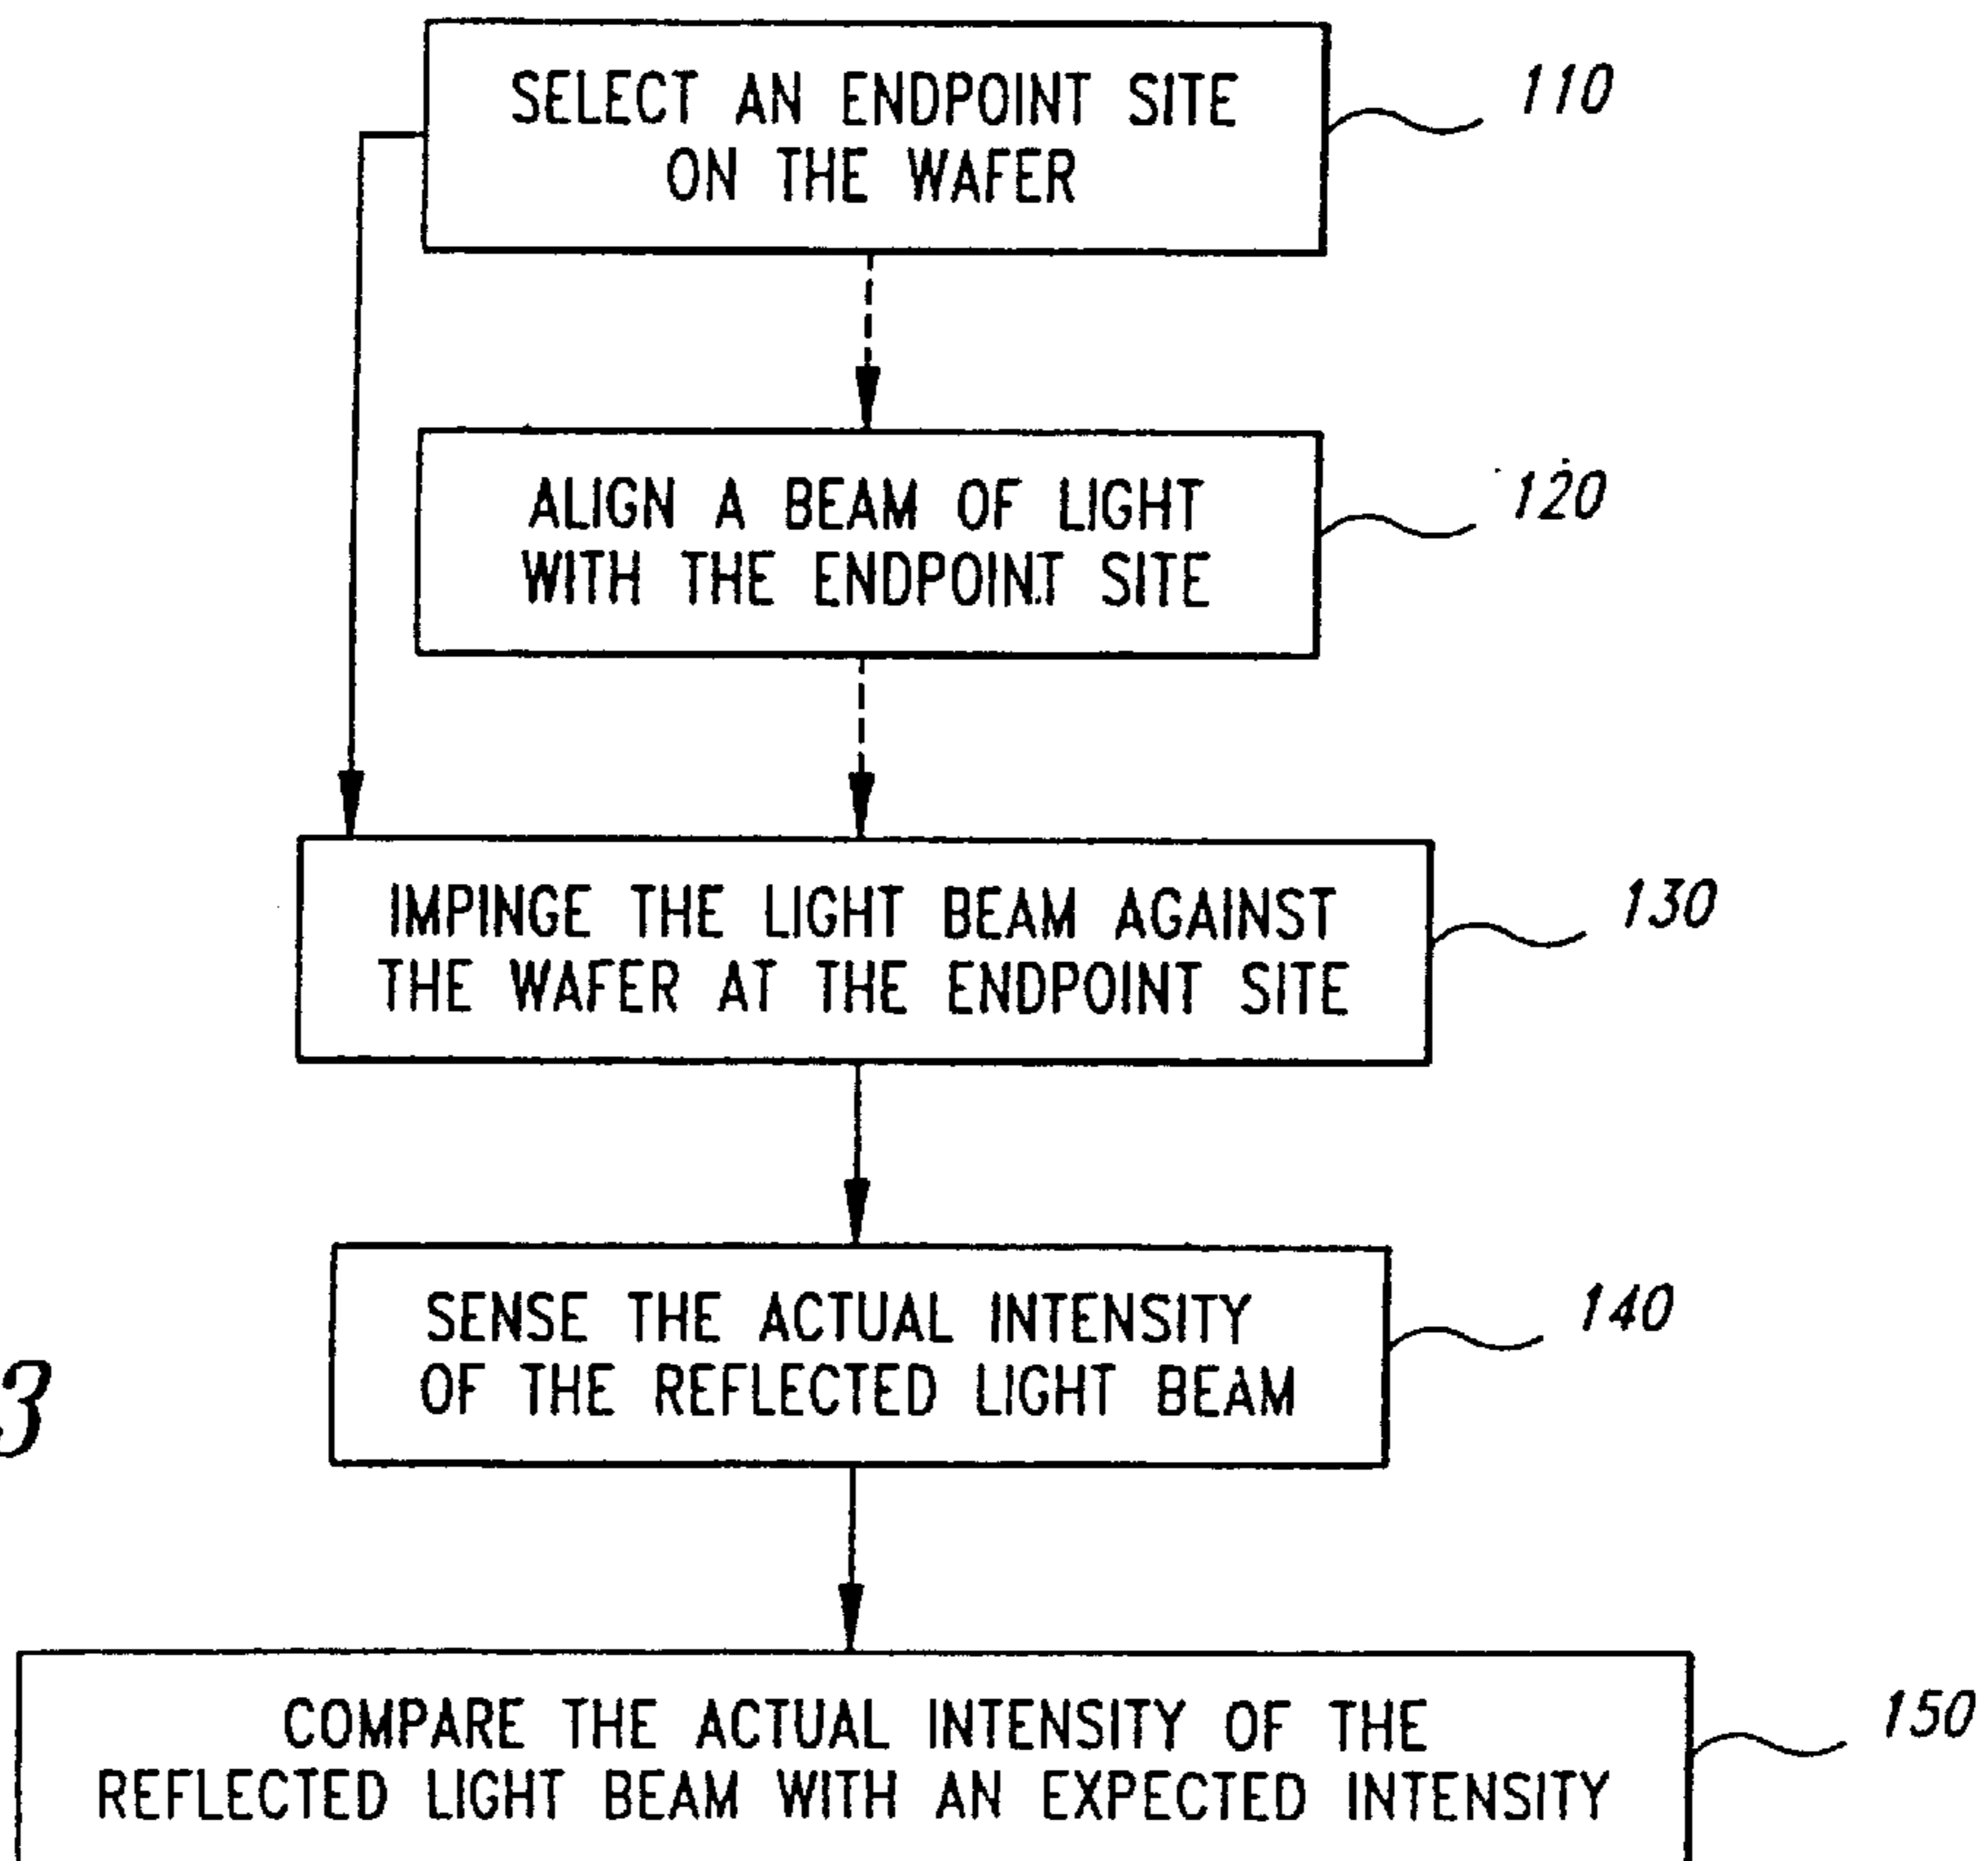 SELECT AN ENDPOINT SITE
ON THE WAFER
110
ALIGN A BEAM OF LIGHT
WITH THE ENDPOINT SITE
120
IMPINGE THE LIGHT BEAM AGAINST
THE WAFER AT THE ENDPOINT SITE
130
SENSE THE ACTUAL INTENSITY
OF THE REFLECTED LIGHT BEAM
140
3
COMPARE THE ACTUAL INTENSITY OF THE
REFLECTED LIGHT BEAM WITH AN EXPECTED INTENSITY
150